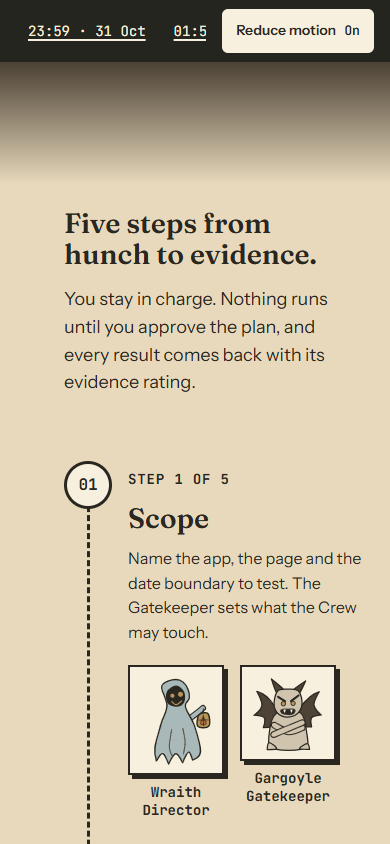 23:59 · 31 Oct
01:5
Reduce motion On
Five steps from
hunch to evidence.
You stay in charge. Nothing runs
until you approve the plan, and
every result comes back with its
evidence rating.
01
STEP 1 OF 5
Scope
Name the app, the page and the
date boundary to test. The
Gatekeeper sets what the Crew
may touch.
Wraith
Director
Gargoyle
Gatekeeper